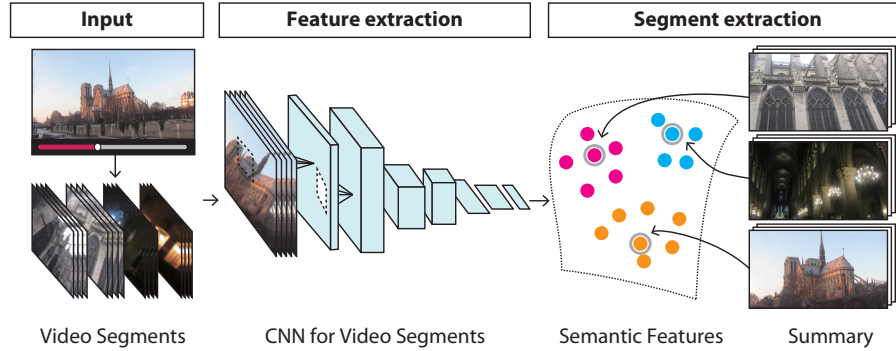 Input
Feature extraction
Segment extraction
Video Segments
CNN for Video Segments
Semantic Features
Summary